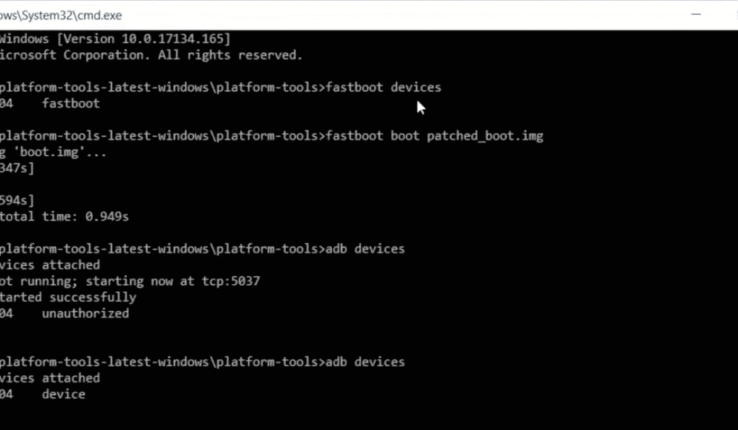 ows\System32\cmd.exe
Windows [Version 10.0.17134.165]
icrosoft Corporation. All rights reserved.
platform-tools-latest-windows\platform-tools>fastboot devices
04 fastboot
platform-tools-latest-windows\platform-tools>fastboot boot patched_boot.img
g 'boot.img'...
347s]
594s]
total time: 0.949s
platform-tools-latest-windows\platform-tools>adb devices
vices attached
ot running; starting now at tcp:5037
tarted successfully
04 unauthorized
platform-tools-latest-windows\platform-tools>adb devices
vices attached
04 device